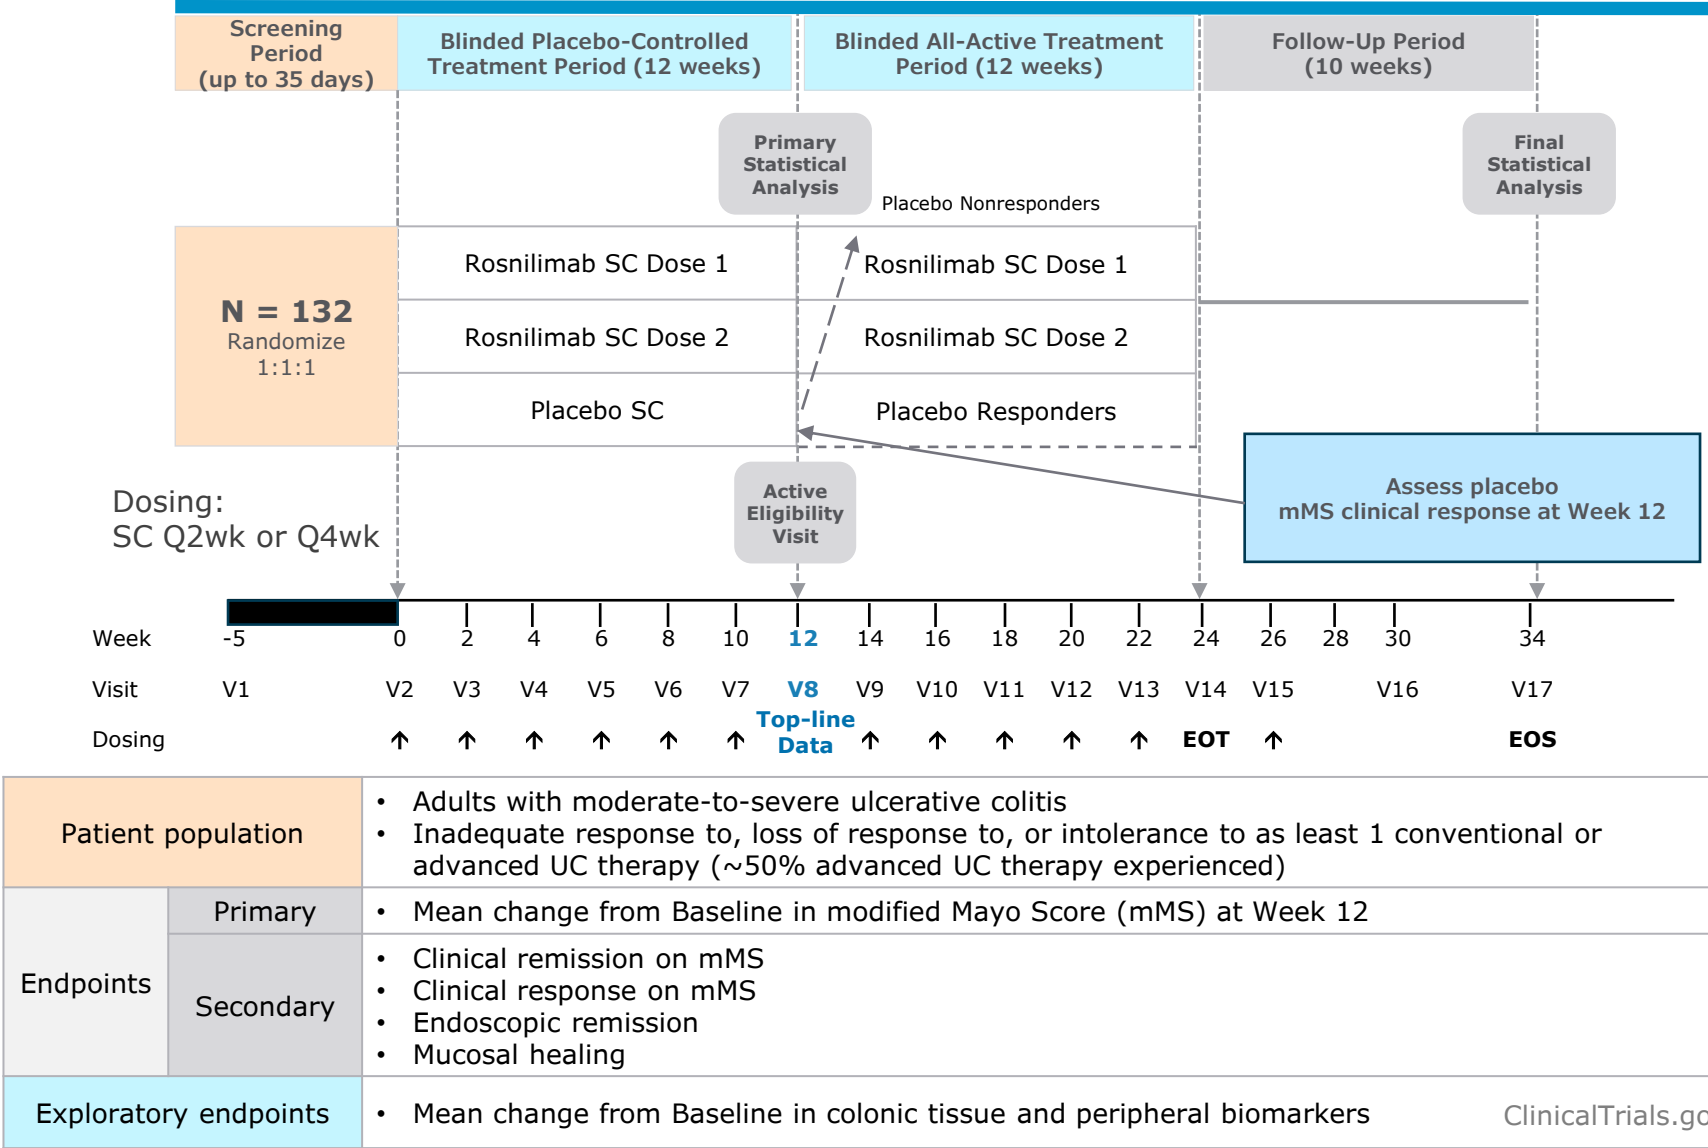 Screening
Period
(up to 35 days)
Blinded Placebo-Controlled
Treatment Period (12 weeks)
Blinded All-Active Treatment
Period (12 weeks)
Follow-Up Period
(10 weeks)
Primary
Statistical
Analysis
Final
Statistical
Analysis
Placebo Nonresponders
N = 132
Randomize
1:1:1
Rosnilimab SC Dose 1
Rosnilimab SC Dose 1
Rosnilimab SC Dose 2
Rosnilimab SC Dose 2
Placebo SC
Placebo Responders
Dosing:
SC Q2wk or Q4wk
Active
Eligibility
Visit
Assess placebo
mMS clinical response at Week 12
Week -5 0 2 4 6 8 10 12 14 16 18 20 22 24 26 28 30 34
Visit V1 V2 V3 V4 V5 V6 V7 V8 V9 V10 V11 V12 V13 V14 V15 V16 V17
Top-line
Data
Dosing ↑ ↑ ↑ ↑ ↑ ↑ ↑ ↑ ↑ ↑ ↑ EOT ↑ EOS
Patient population
• Adults with moderate-to-severe ulcerative colitis
• Inadequate response to, loss of response to, or intolerance to as least 1 conventional or
advanced UC therapy (~50% advanced UC therapy experienced)
Endpoints
Primary
• Mean change from Baseline in modified Mayo Score (mMS) at Week 12
Secondary
• Clinical remission on mMS
• Clinical response on mMS
• Endoscopic remission
• Mucosal healing
Exploratory endpoints
• Mean change from Baseline in colonic tissue and peripheral biomarkers
ClinicalTrials.go